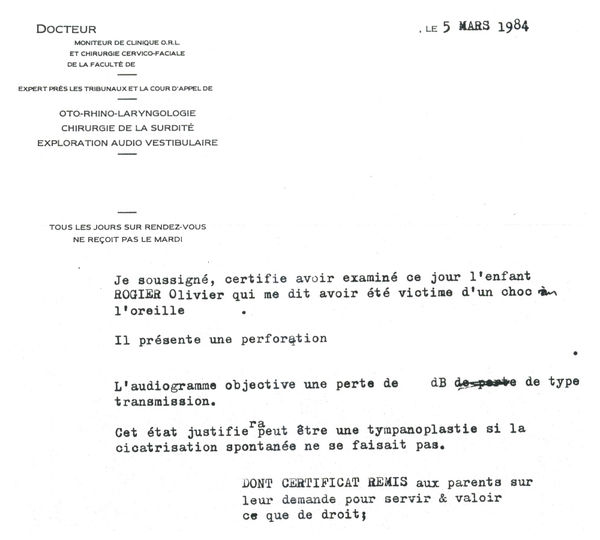 DOCTEUR
MONITEUR DE CLINIQUE O.R.L.
ET CHIRURGIE CERVICO-FACIALE
DE LA FACULTÉ DE
EXPERT PRÈS LES TRIBUNAUX ET LA COUR D'APPEL DE
OTO-RHINO-LARYNGOLOGIE
CHIRURGIE DE LA SURDITÉ
EXPLORATION AUDIO VESTIBULAIRE
TOUS LES JOURS SUR RENDEZ-VOUS
NE REÇOIT PAS LE MARDI
, LE 5 MARS 1984
Je soussigné, certifie avoir examiné ce jour l'enfant
ROGIER Olivier qui me dit avoir été victime d'un choc à
l'oreille .
Il présente une perforation
.
L'audiogramme objective une perte de dB de perte de type
transmission.
Cet état justifiera peut être une tympanoplastie si la
cicatrisation spontanée ne se faisait pas.
DONT CERTIFICAT REMIS aux parents sur
leur demande pour servir & valoir
ce que de droit;